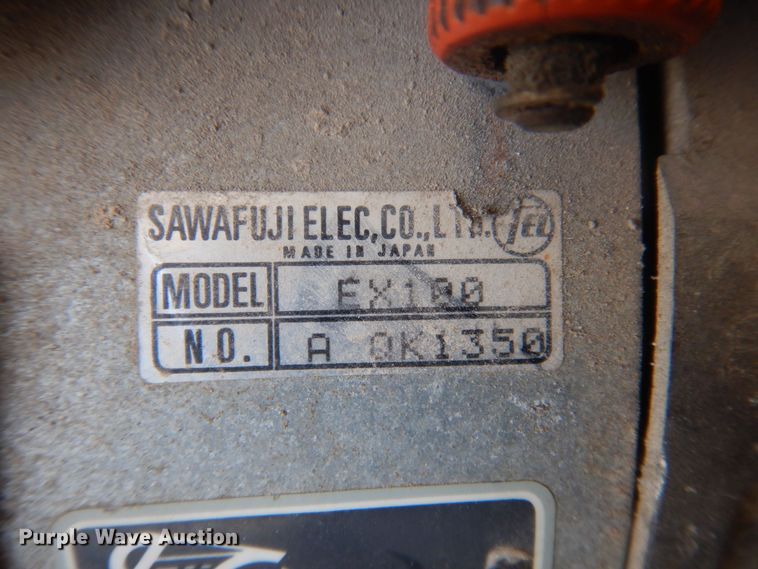 SAWAFUJI ELEC,CO.,LTD.
MADE IN JAPAN
MODEL EX100
NO. A 0K1350
Purple Wave Auction